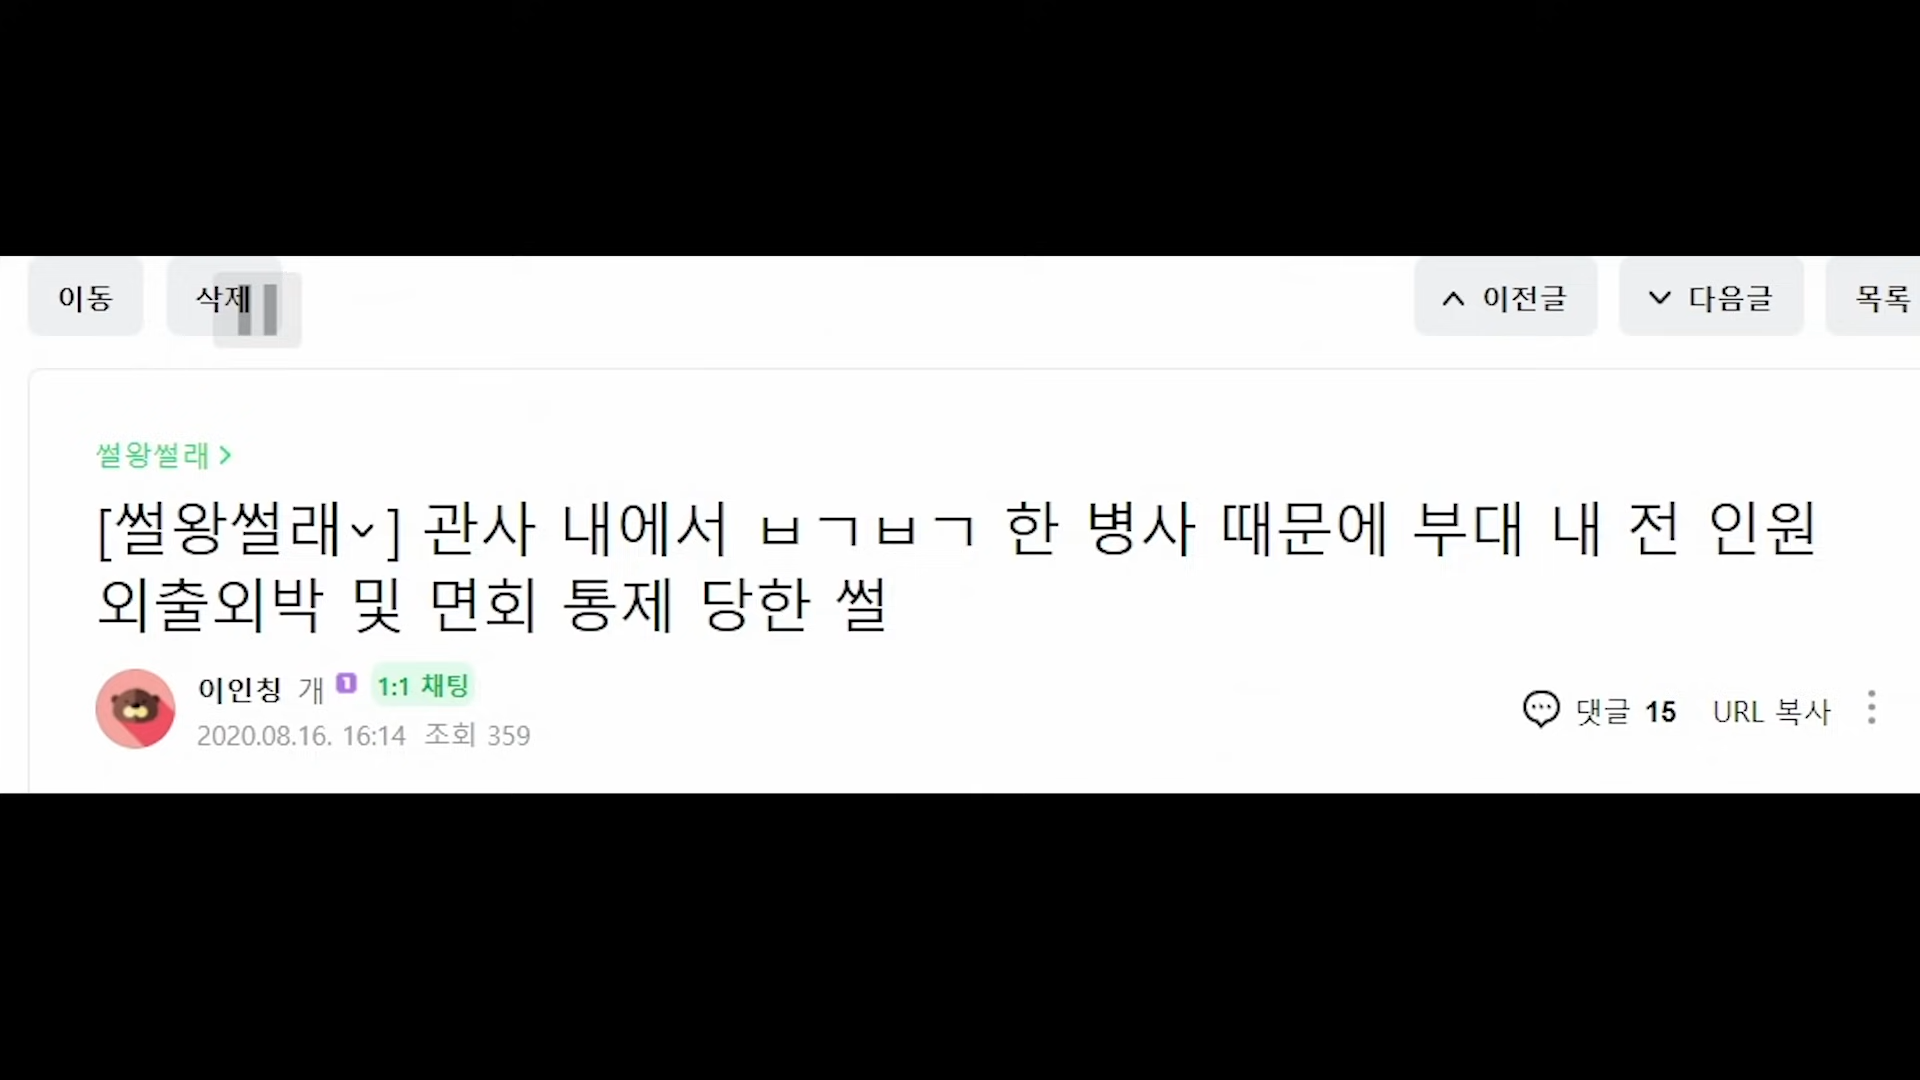 이동 삭제 이전글 다음글 목록
썰왕썰래 >
[썰왕썰래˅] 관사 내에서 ㅂㄱㅂㄱ 한 병사 때문에 부대 내 전 인원
외출외박 및 면회 통제 당한 썰
이인칭 개 1 1:1 채팅
2020.08.16. 16:14 조회 359
댓글 15 URL 복사